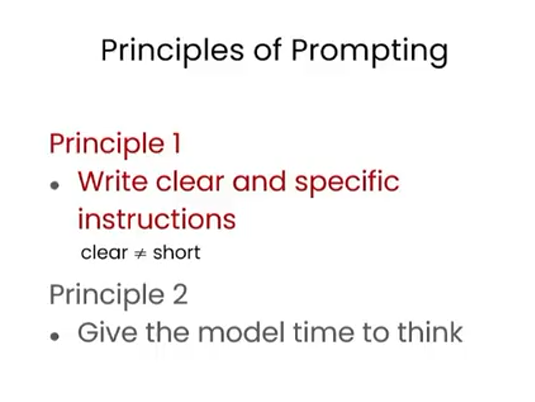 Principles of Prompting
Principle 1
• Write clear and specific
instructions
clear ≠ short
Principle 2
• Give the model time to think